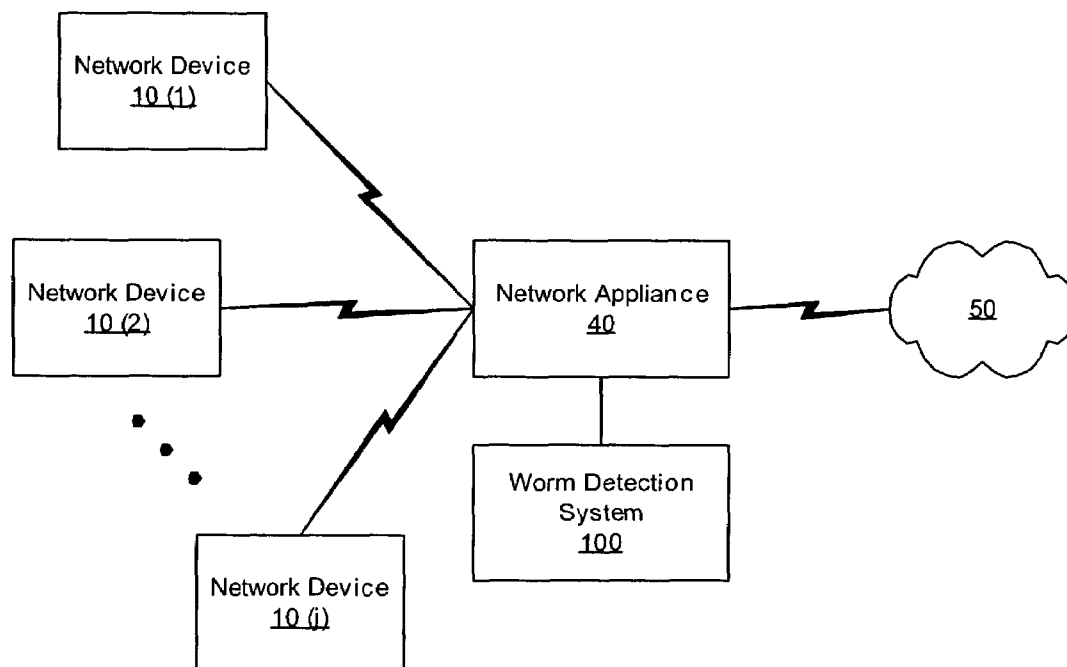 Network Device
10 (1)
Network Device
10 (2)
Network Appliance
40
50
Worm Detection
System
100
Network Device
10 (j)